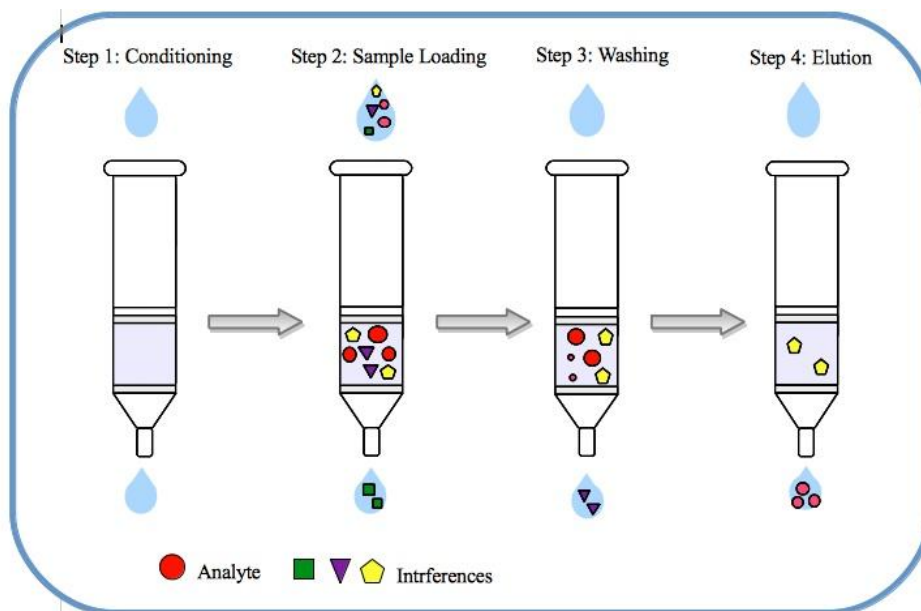 Step 1: Conditioning
Step 2: Sample Loading
Step 3: Washing
Step 4: Elution
Analyte
Intrferences